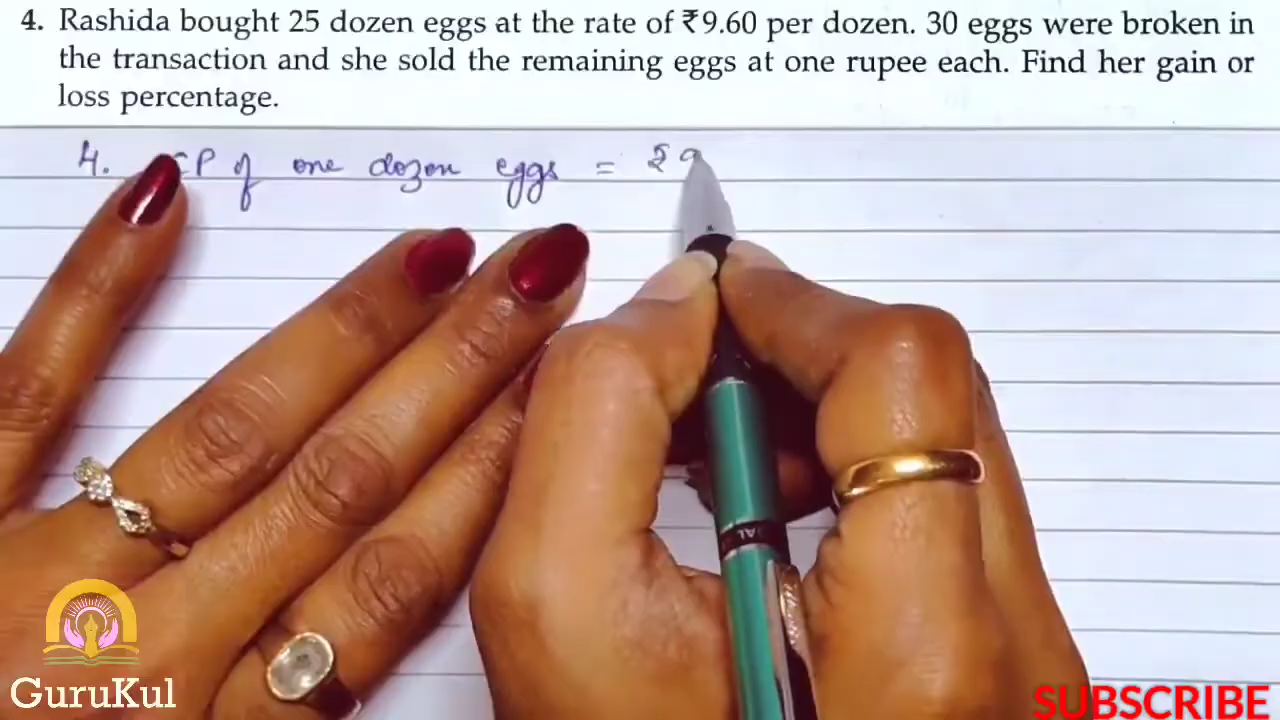 4. Rashida bought 25 dozen eggs at the rate of ₹9.60 per dozen. 30 eggs were broken in
the transaction and she sold the remaining eggs at one rupee each. Find her gain or
loss percentage.
4. CP of one dozen eggs = ₹ 9
GuruKul
SUBSCRIBE